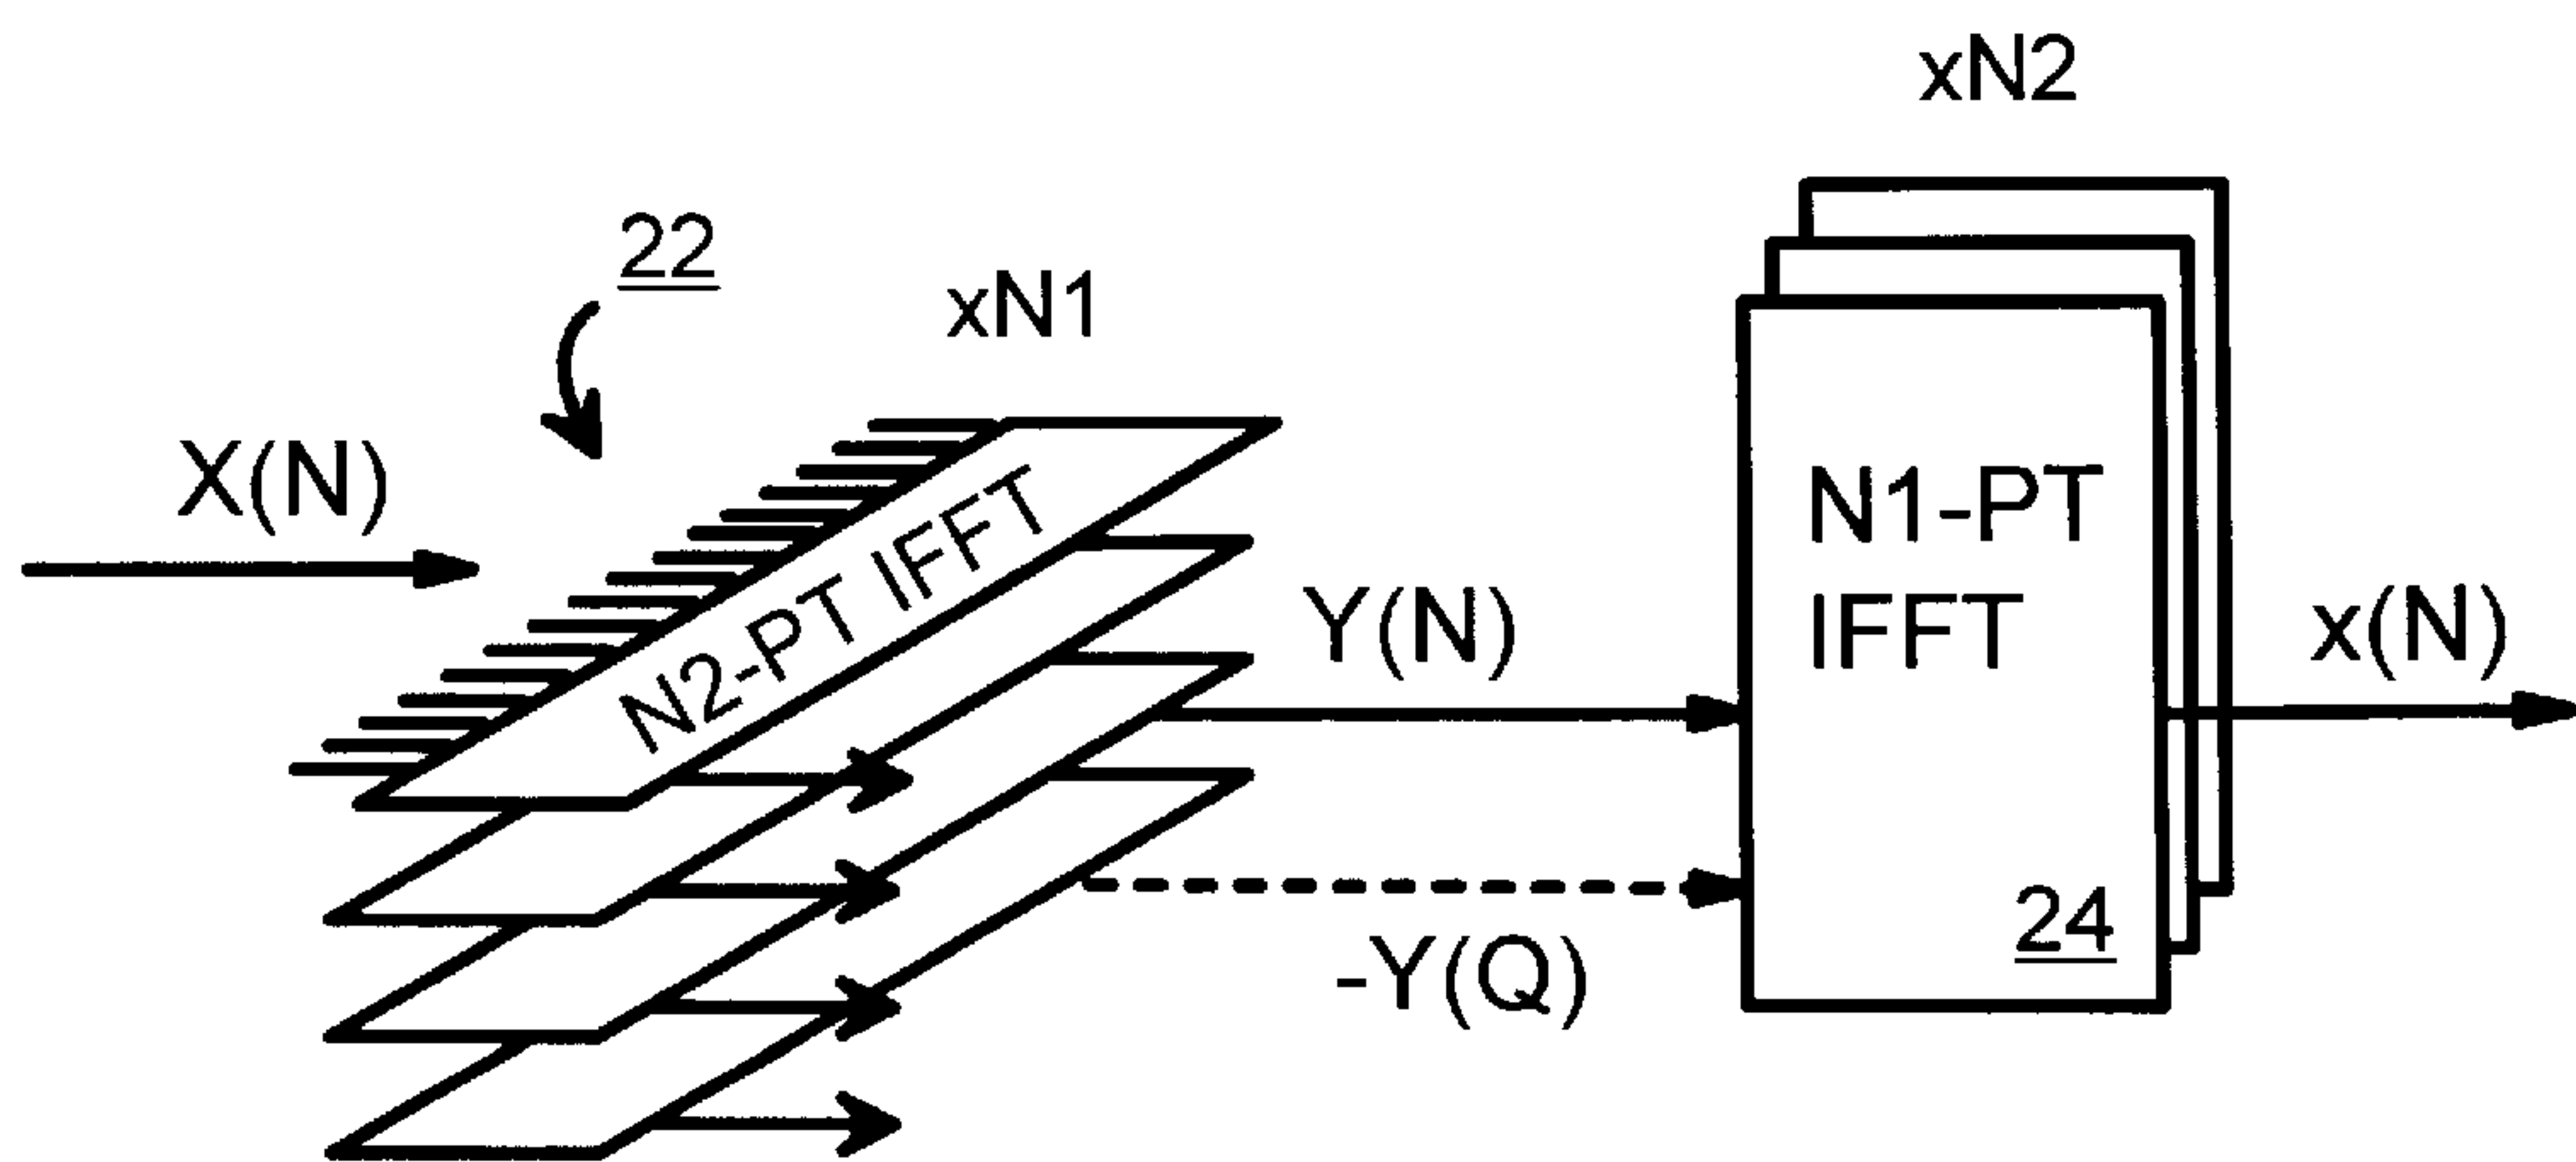 xN2
22
xN1
X(N)
N2-PT IFFT
N1-PT
IFFT
Y(N)
x(N)
24
-Y(Q)